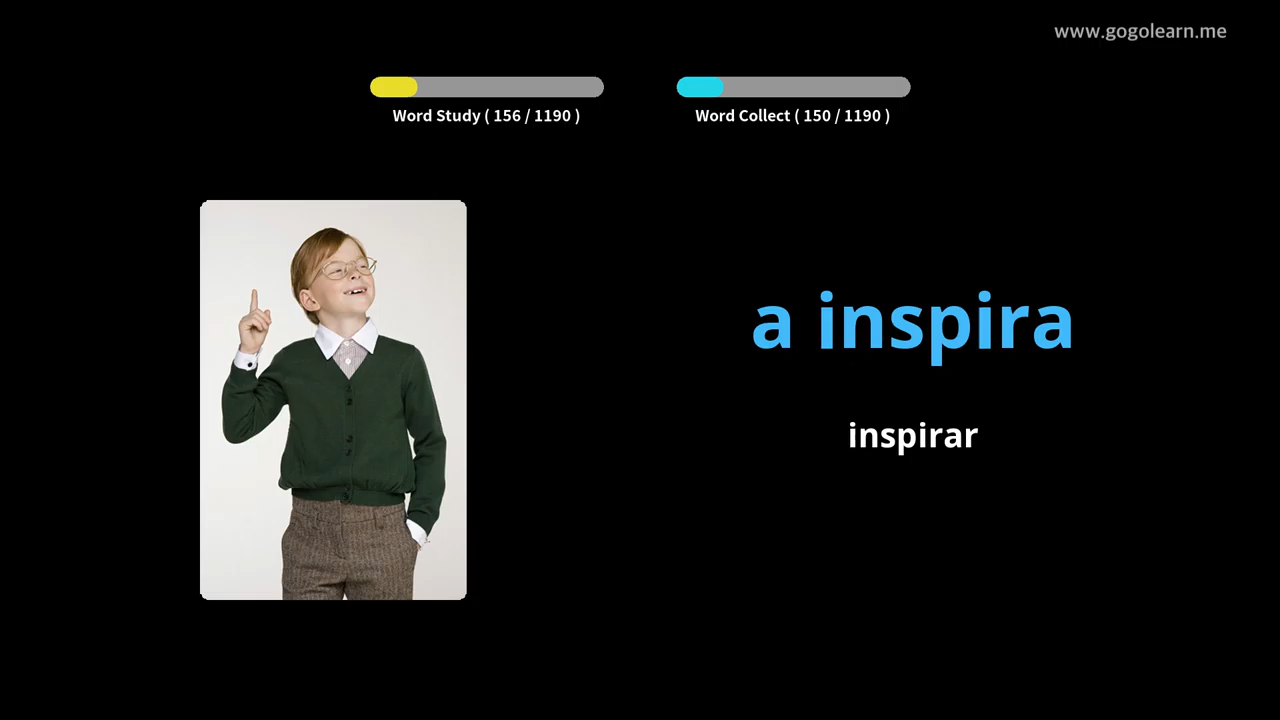 www.gogolearn.me
Word Study ( 156 / 1190 )
Word Collect ( 150 / 1190 )
a inspira
inspirar